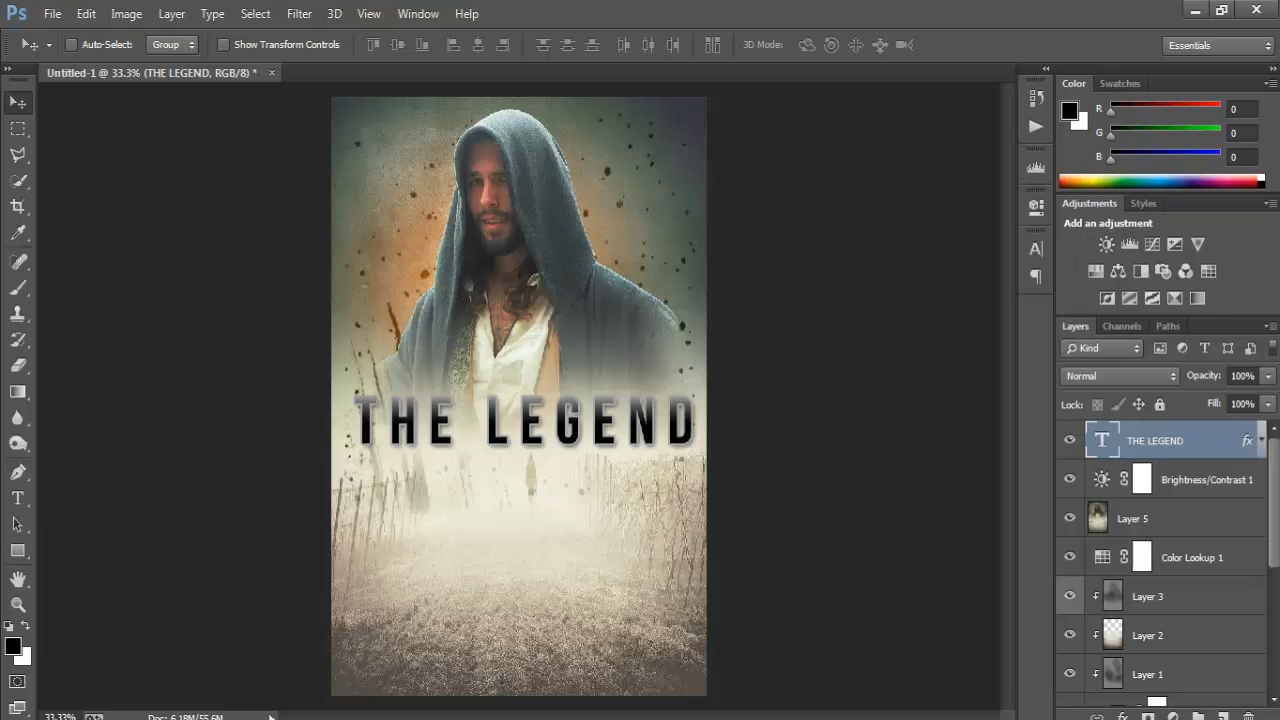 Ps File Edit Image Layer Type Select Filter 3D View Window Help
Auto-Select: Group Show Transform Controls 3D Mode: Essentials
Untitled-1 @ 33.3% (THE LEGEND, RGB/8) * ×
Color Swatches
R 0
G 0
B 0
Adjustments Styles
Add an adjustment
Layers Channels Paths
Kind
Normal Opacity: 100%
Lock: Fill: 100%
THE LEGEND fx
Brightness/Contrast 1
Layer 5
Color Lookup 1
Layer 3
Layer 2
Layer 1
THE LEGEND
33.33% Doc: 6.18M/55.6M